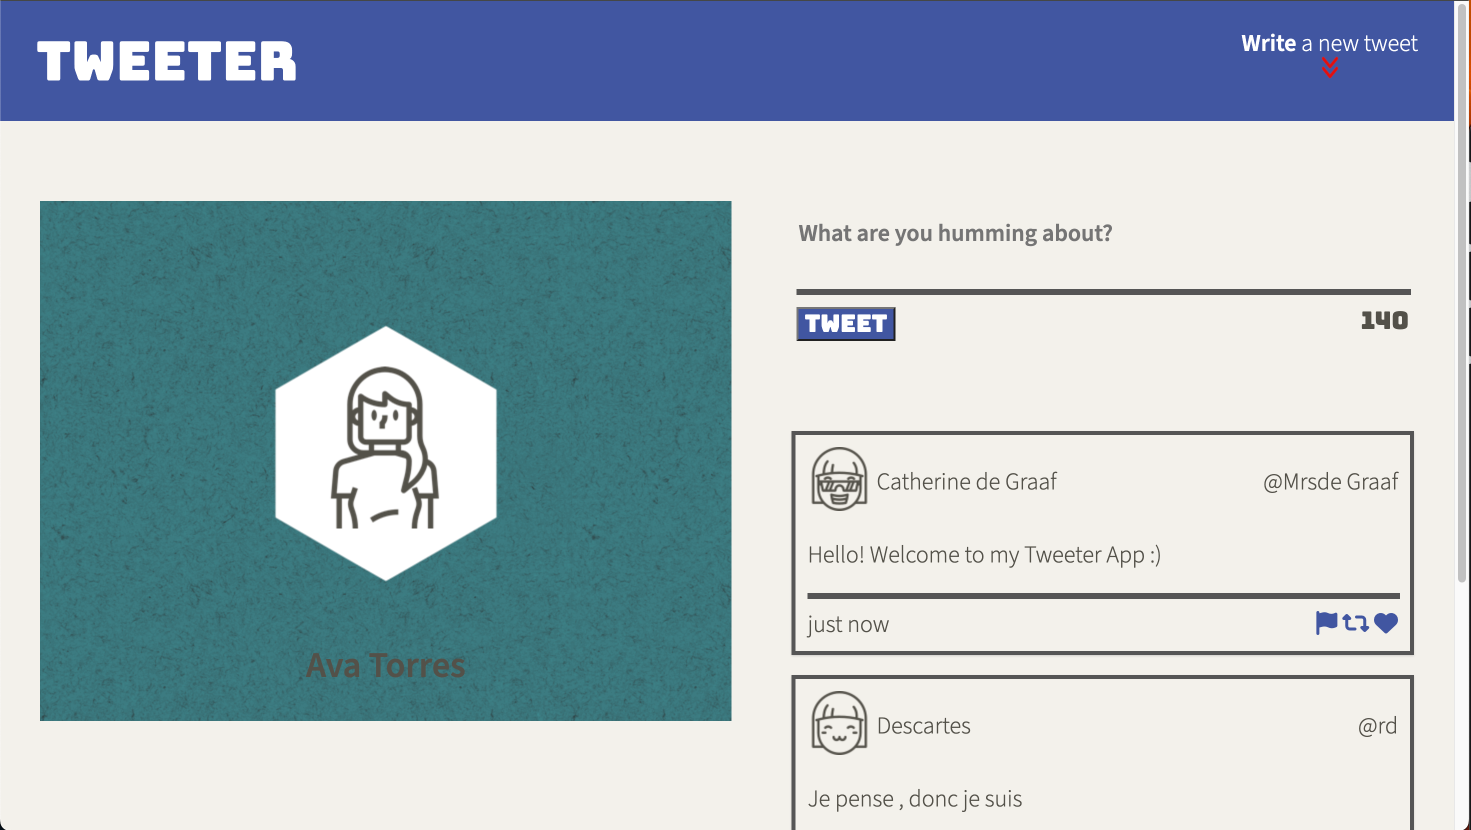 TWEETER
Write a new tweet
Ava Torres
What are you humming about?
TWEET
140
Catherine de Graaf
@Mrsde Graaf
Hello! Welcome to my Tweeter App :)
just now
Descartes
@rd
Je pense , donc je suis